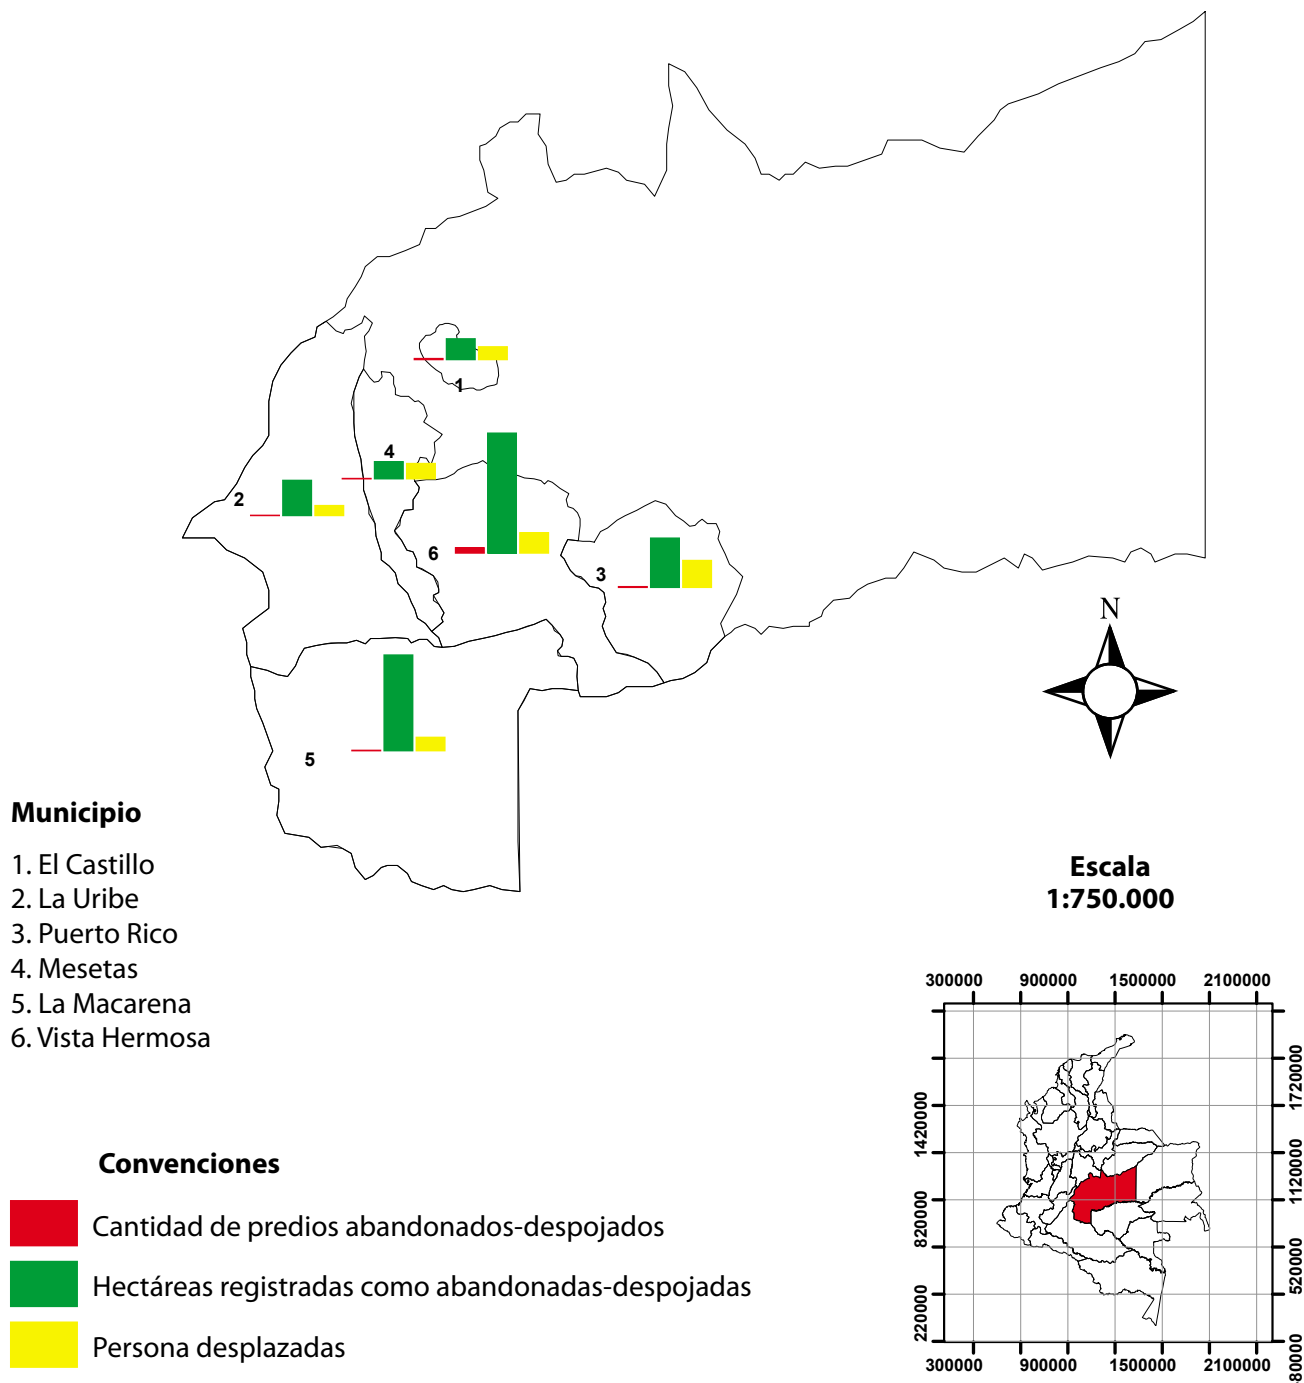 1
4
2
6
3
5
N
Municipio
1. El Castillo
2. La Uribe
3. Puerto Rico
4. Mesetas
5. La Macarena
6. Vista Hermosa
Escala
1:750.000
Convenciones
Cantidad de predios abandonados-despojados
Hectáreas registradas como abandonadas-despojadas
Persona desplazadas
300000 900000 1500000 2100000
220000 820000 1420000
80000 520000 1120000 1720000
300000 900000 1500000 2100000